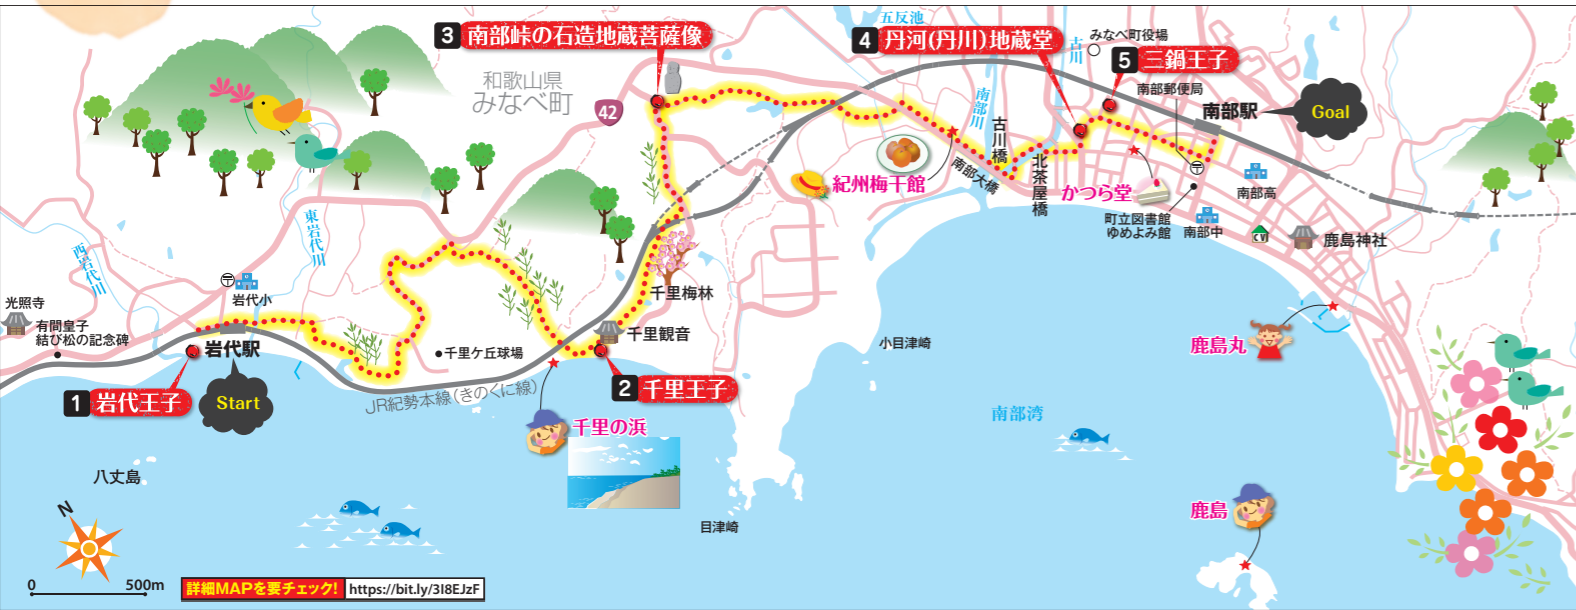 3 南部峠の石造地蔵菩薩像
五反池
4 丹河(丹川)地蔵堂
古川
みなべ町役場
5 三鍋王子
和歌山県
みなべ町
42
南部郵便局
南部駅
Goal
南部川
古川橋
紀州梅干館
南部大橋
北茶屋橋
かつら堂
南部高
町立図書館
ゆめよみ館
南部中
CV
鹿島神社
東岩代川
西岩代川
岩代小
光照寺
有間皇子
結び松の記念碑
岩代駅
千里梅林
千里観音
千里ケ丘球場
小目津崎
鹿島丸
1 岩代王子
Start
JR紀勢本線(きのくに線)
2 千里王子
千里の浜
南部湾
八丈島
目津崎
鹿島
N
0 500m
詳細MAPを要チェック! https://bit.ly/3I8EJzF